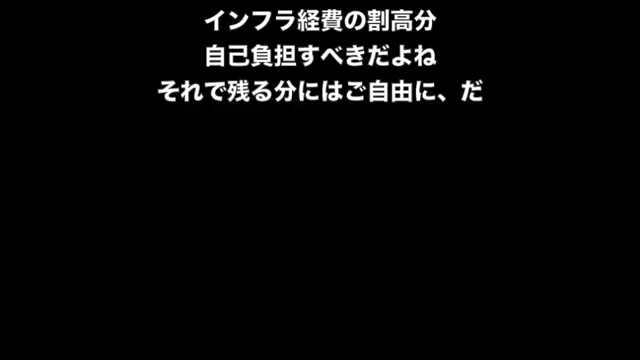 インフラ経費の割高分
自己負担すべきだよね
それで残る分にはご自由に、だ